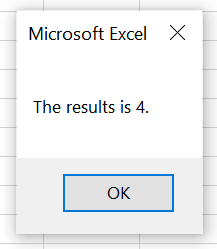 Microsoft Excel
The results is 4.
OK